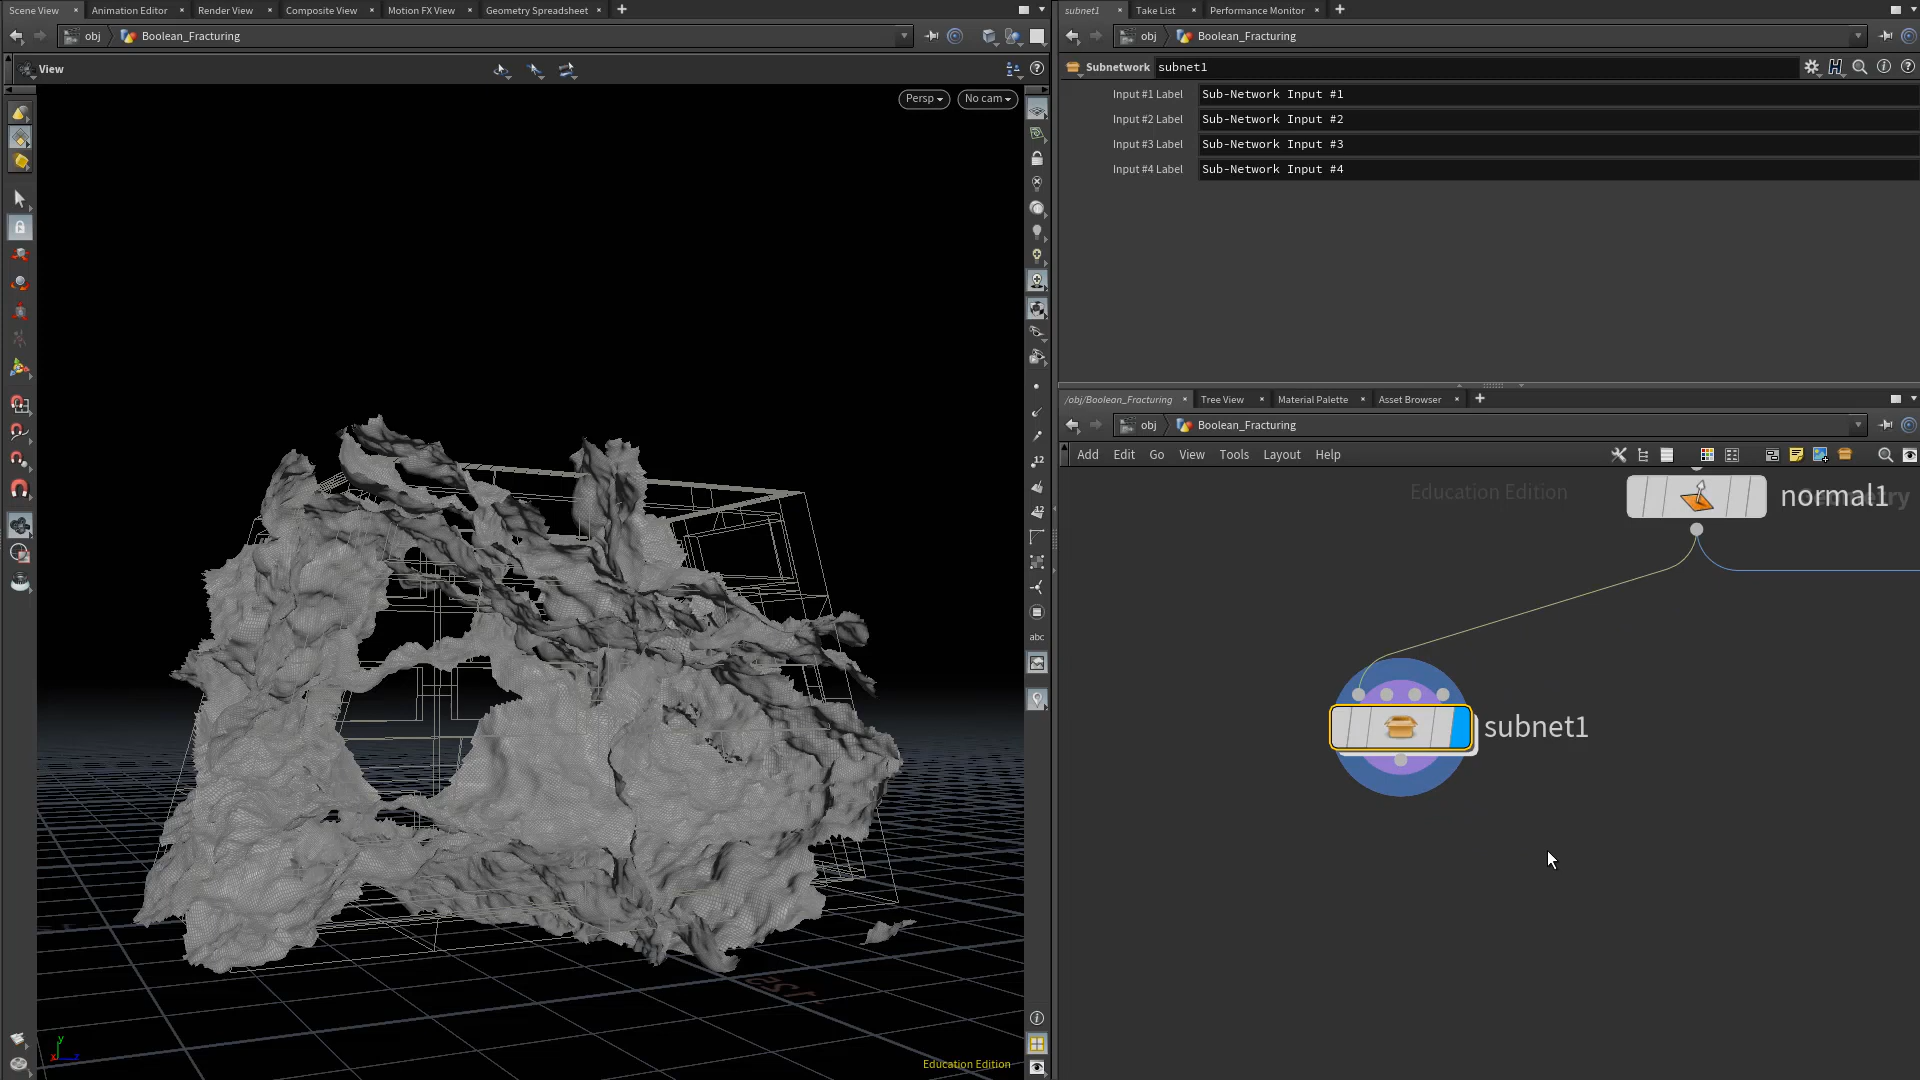 Scene View
Animation Editor
Render View
Composite View
Motion FX View
Geometry Spreadsheet
obj
Boolean_Fracturing
View
Persp
No cam
12
12
abc
y
x
z
Education Edition
subnet1
Take List
Performance Monitor
obj
Boolean_Fracturing
Subnetwork
subnet1
Input #1 Label
Sub-Network Input #1
Input #2 Label
Sub-Network Input #2
Input #3 Label
Sub-Network Input #3
Input #4 Label
Sub-Network Input #4
/obj/Boolean_Fracturing
Tree View
Material Palette
Asset Browser
obj
Boolean_Fracturing
Add
Edit
Go
View
Tools
Layout
Help
Education Edition
Geometry
normal1
subnet1